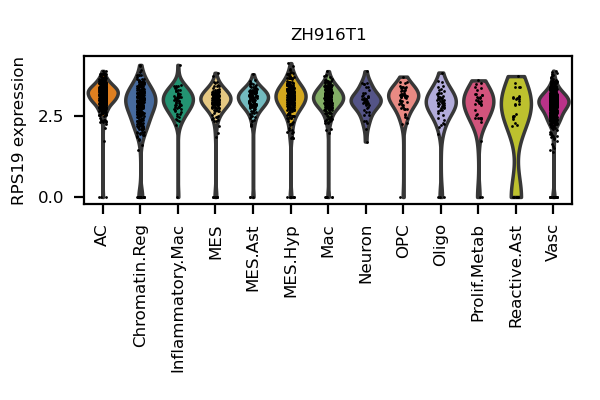 ZH916T1
RPS19 expression
2.5
0.0
AC
Chromatin.Reg
Inflammatory.Mac
MES
MES.Ast
MES.Hyp
Mac
Neuron
OPC
Oligo
Prolif.Metab
Reactive.Ast
Vasc